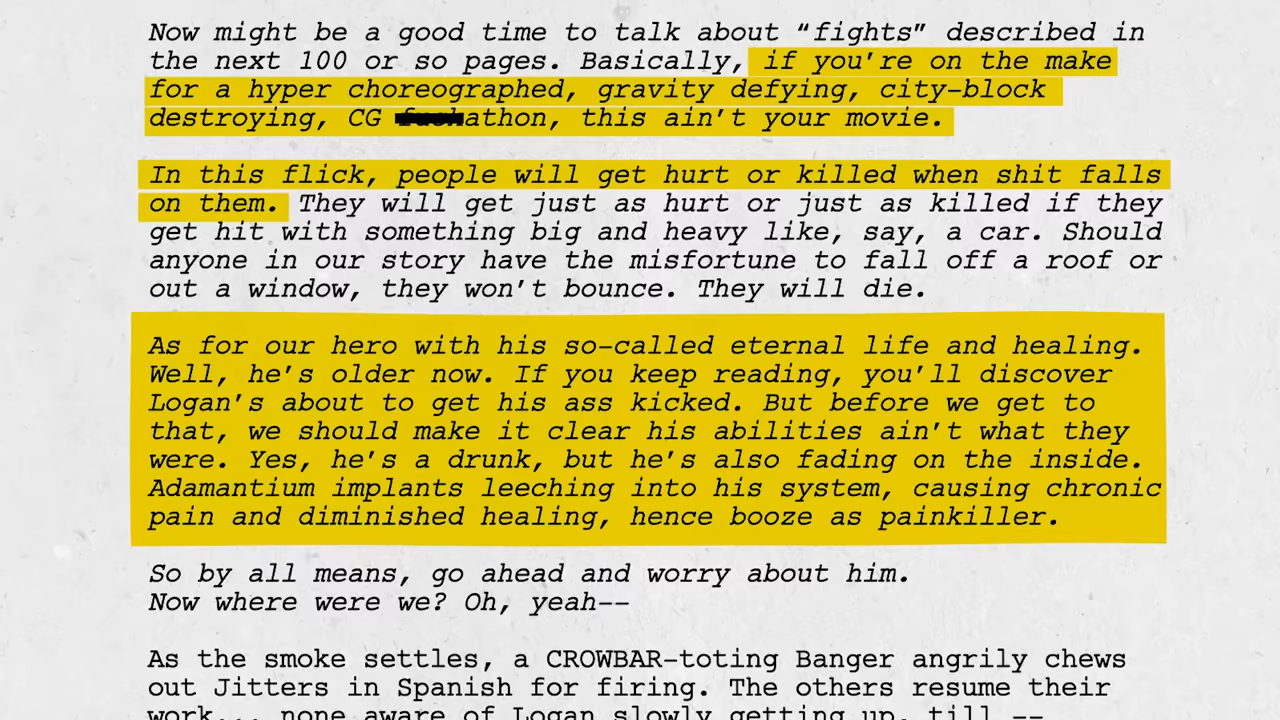 Now might be a good time to talk about “fights” described in
the next 100 or so pages. Basically, if you’re on the make
for a hyper choreographed, gravity defying, city-block
destroying, CG fuckathon, this ain’t your movie.
In this flick, people will get hurt or killed when shit falls
on them. They will get just as hurt or just as killed if they
get hit with something big and heavy like, say, a car. Should
anyone in our story have the misfortune to fall off a roof or
out a window, they won’t bounce. They will die.
As for our hero with his so-called eternal life and healing.
Well, he’s older now. If you keep reading, you’ll discover
Logan’s about to get his ass kicked. But before we get to
that, we should make it clear his abilities ain’t what they
were. Yes, he’s a drunk, but he’s also fading on the inside.
Adamantium implants leeching into his system, causing chronic
pain and diminished healing, hence booze as painkiller.
So by all means, go ahead and worry about him.
Now where were we? Oh, yeah--
As the smoke settles, a CROWBAR-toting Banger angrily chews
out Jitters in Spanish for firing. The others resume their
work... none aware of Logan slowly getting up, till --